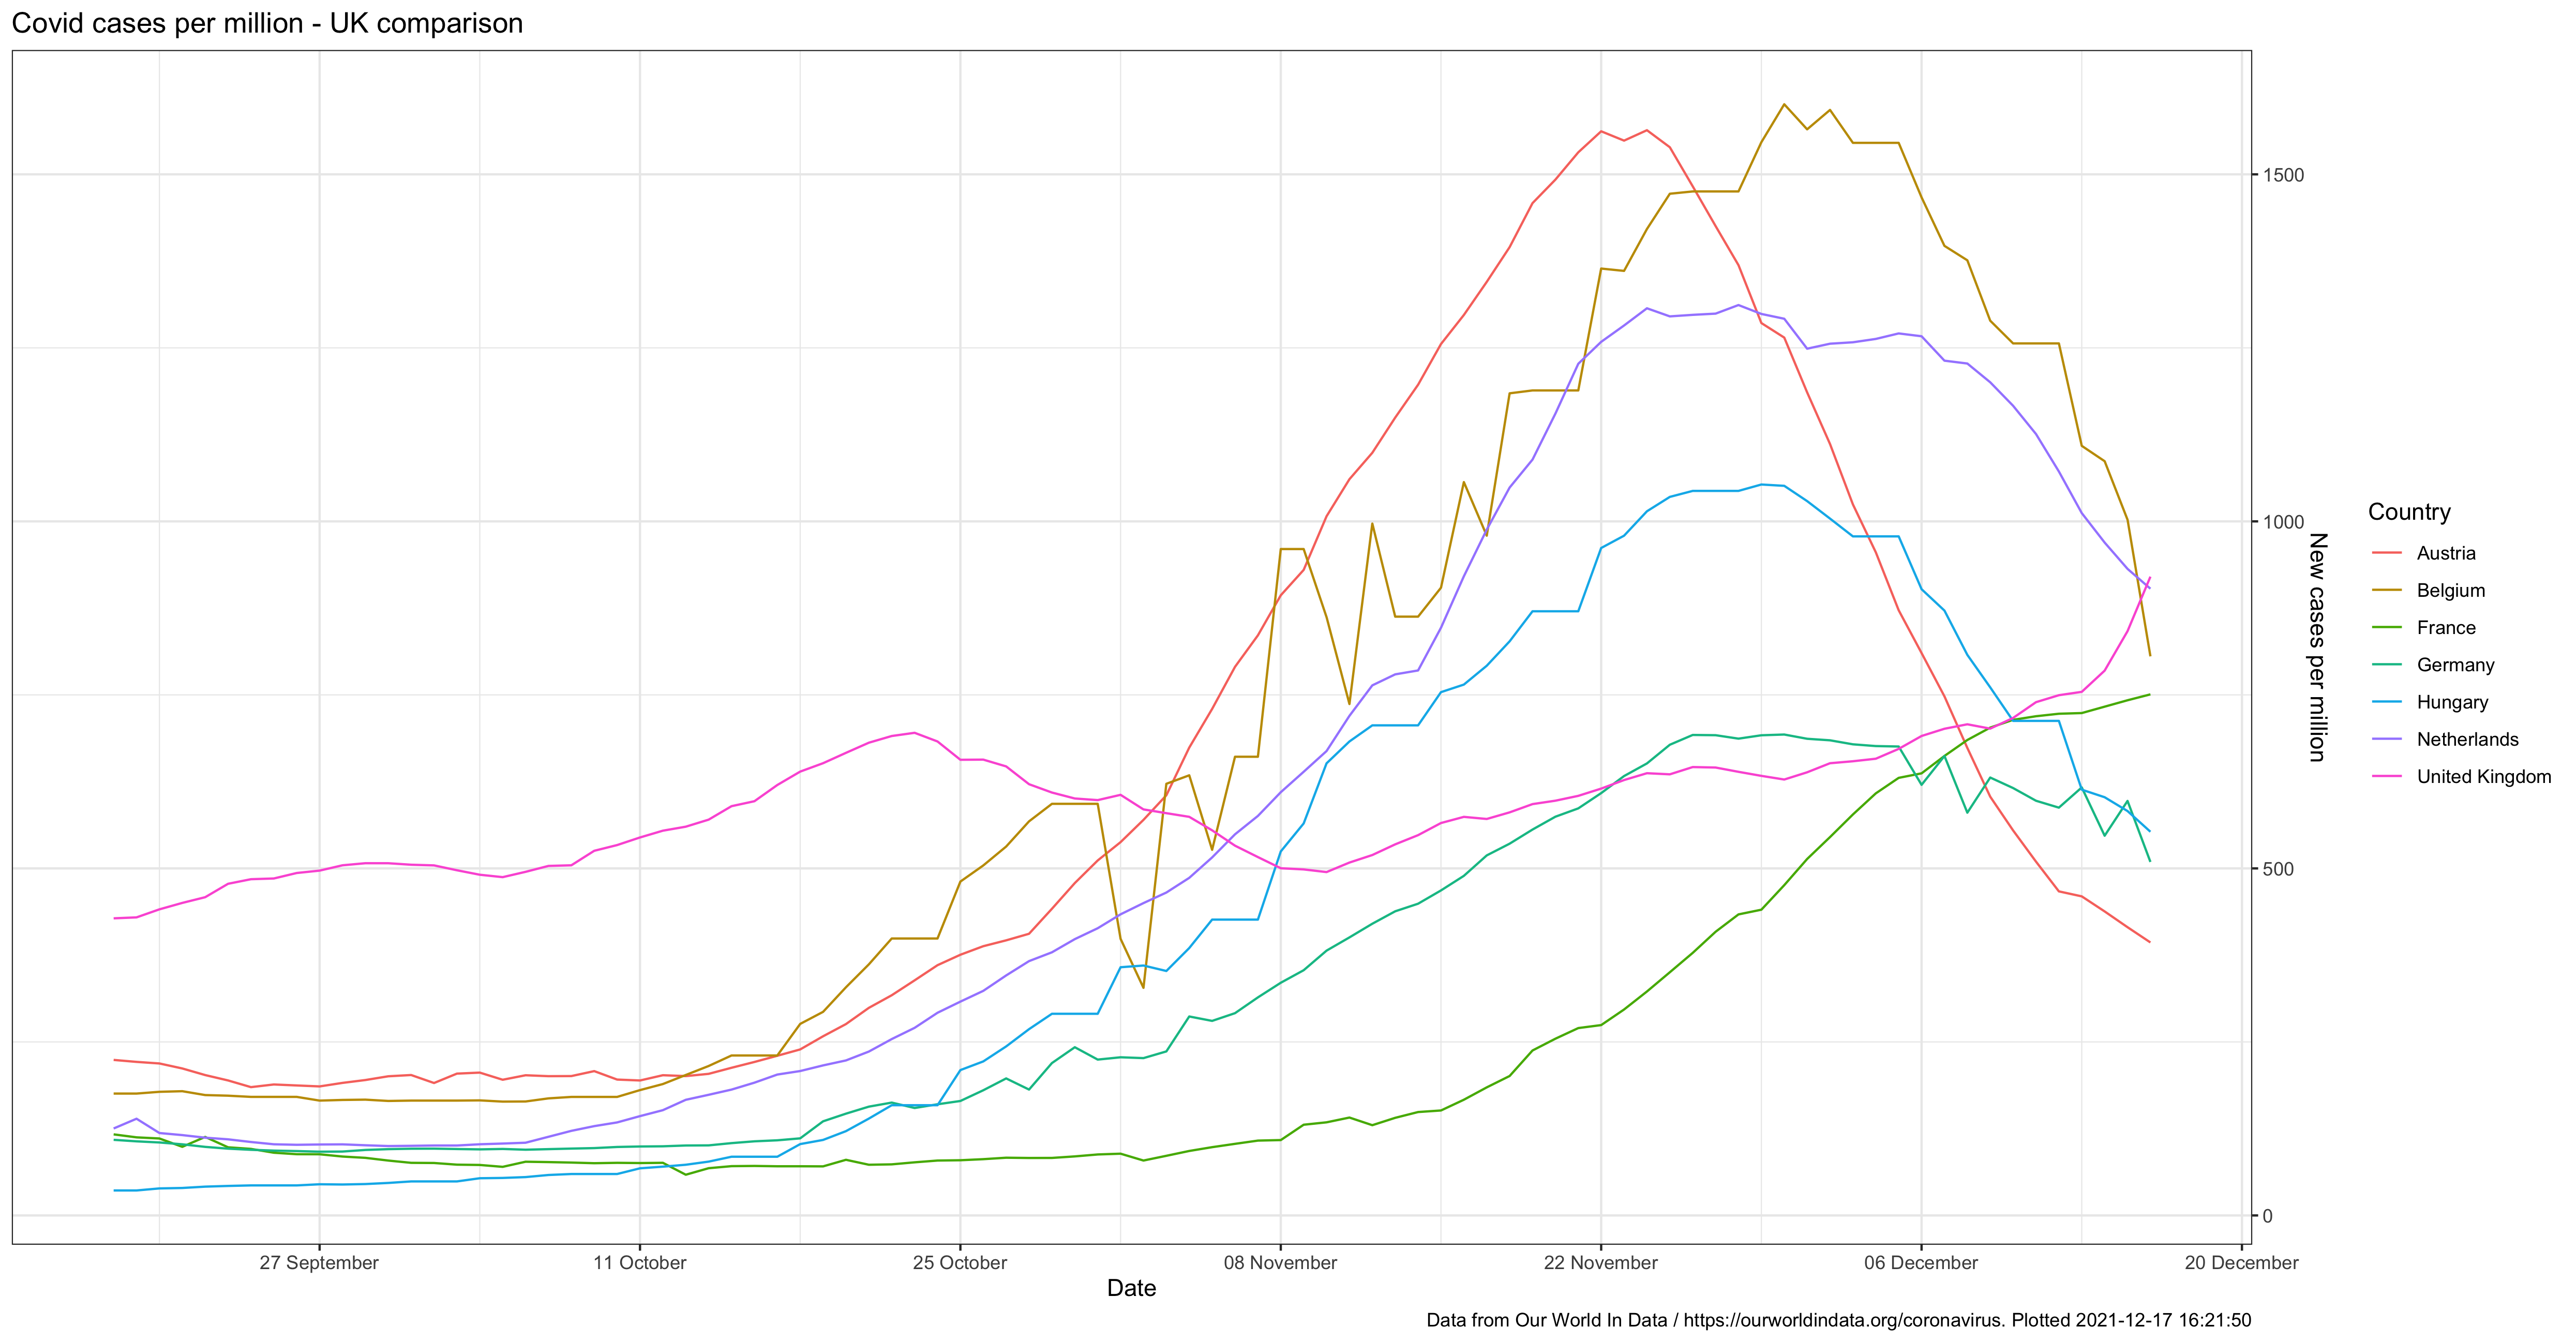 Covid cases per million - UK comparison
1500
1000
500
0
New cases per million
27 September
11 October
25 October
08 November
22 November
06 December
20 December
Date
Country
Austria
Belgium
France
Germany
Hungary
Netherlands
United Kingdom
Data from Our World In Data / https://ourworldindata.org/coronavirus. Plotted 2021-12-17 16:21:50